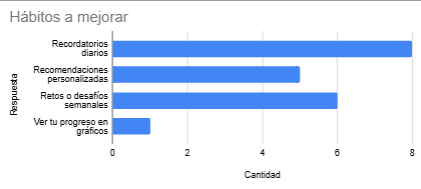 Hábitos a mejorar
Respuesta
Recordatorios
diarios
Recomendaciones
personalizadas
Retos o desafíos
semanales
Ver tu progreso en
gráficos
0 2 4 6 8
Cantidad